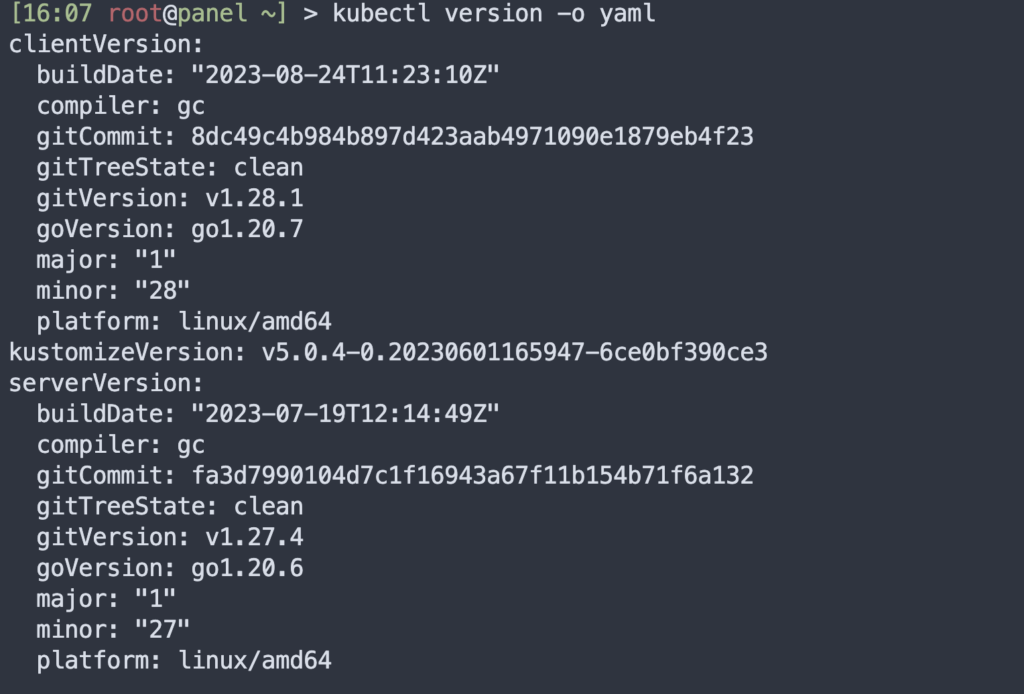 [16:07 root@panel ~] > kubectl version -o yaml
clientVersion:
  buildDate: "2023-08-24T11:23:10Z"
  compiler: gc
  gitCommit: 8dc49c4b984b897d423aab4971090e1879eb4f23
  gitTreeState: clean
  gitVersion: v1.28.1
  goVersion: go1.20.7
  major: "1"
  minor: "28"
  platform: linux/amd64
kustomizeVersion: v5.0.4-0.20230601165947-6ce0bf390ce3
serverVersion:
  buildDate: "2023-07-19T12:14:49Z"
  compiler: gc
  gitCommit: fa3d7990104d7c1f16943a67f11b154b71f6a132
  gitTreeState: clean
  gitVersion: v1.27.4
  goVersion: go1.20.6
  major: "1"
  minor: "27"
  platform: linux/amd64